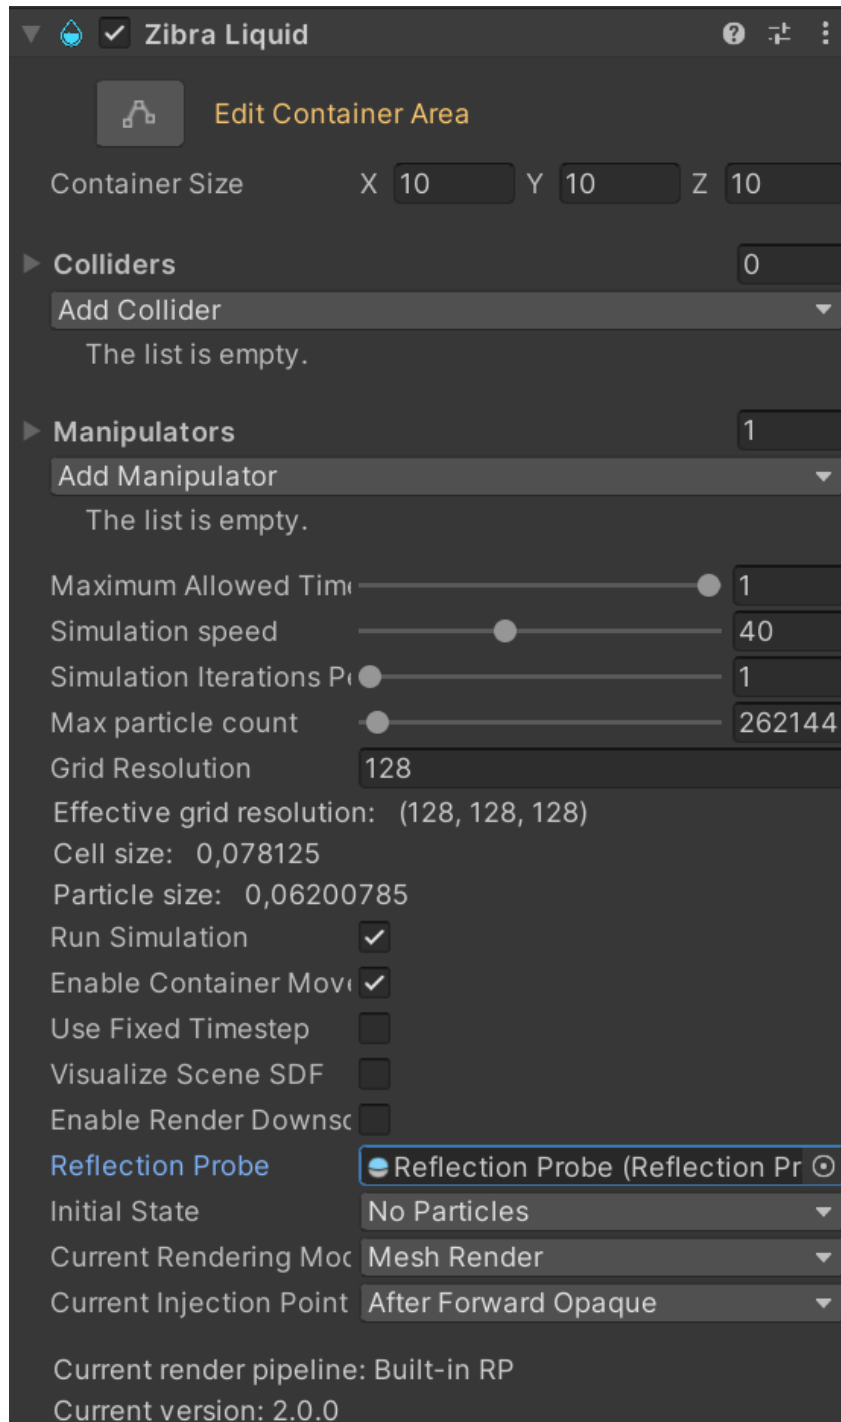 Zibra Liquid
Edit Container Area
Container Size X 10 Y 10 Z 10
Colliders 0
Add Collider
The list is empty.
Manipulators 1
Add Manipulator
The list is empty.
Maximum Allowed Tim 1
Simulation speed 40
Simulation Iterations P 1
Max particle count 262144
Grid Resolution 128
Effective grid resolution: (128, 128, 128)
Cell size: 0,078125
Particle size: 0,06200785
Run Simulation
Enable Container Mov
Use Fixed Timestep
Visualize Scene SDF
Enable Render Downsc
Reflection Probe Reflection Probe (Reflection Pr
Initial State No Particles
Current Rendering Moc Mesh Render
Current Injection Point After Forward Opaque
Current render pipeline: Built-in RP
Current version: 2.0.0